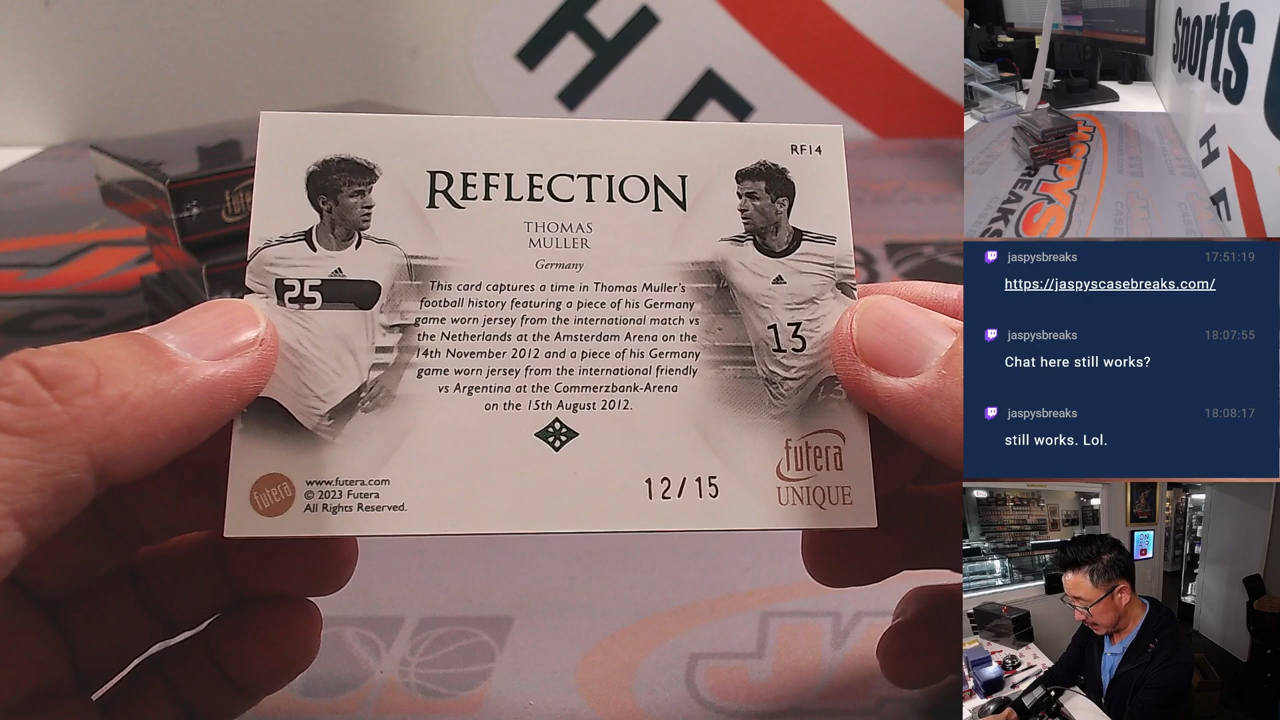 RF14
REFLECTION
THOMAS
MULLER
Germany
This card captures a time in Thomas Muller's
football history featuring a piece of his Germany
game worn jersey from the international match vs
the Netherlands at the Amsterdam Arena on the
14th November 2012 and a piece of his Germany
game worn jersey from the international friendly
vs Argentina at the Commerzbank-Arena
on the 15th August 2012.
25
13
futera
www.futera.com
© 2023 Futera
All Rights Reserved.
12/15
futera
UNIQUE
futera
Sports
JASPYS
BREAKS
jaspysbreaks 17:51:19
https://jaspyscasebreaks.com/
jaspysbreaks 18:07:55
Chat here still works?
jaspysbreaks 18:08:17
still works. Lol.